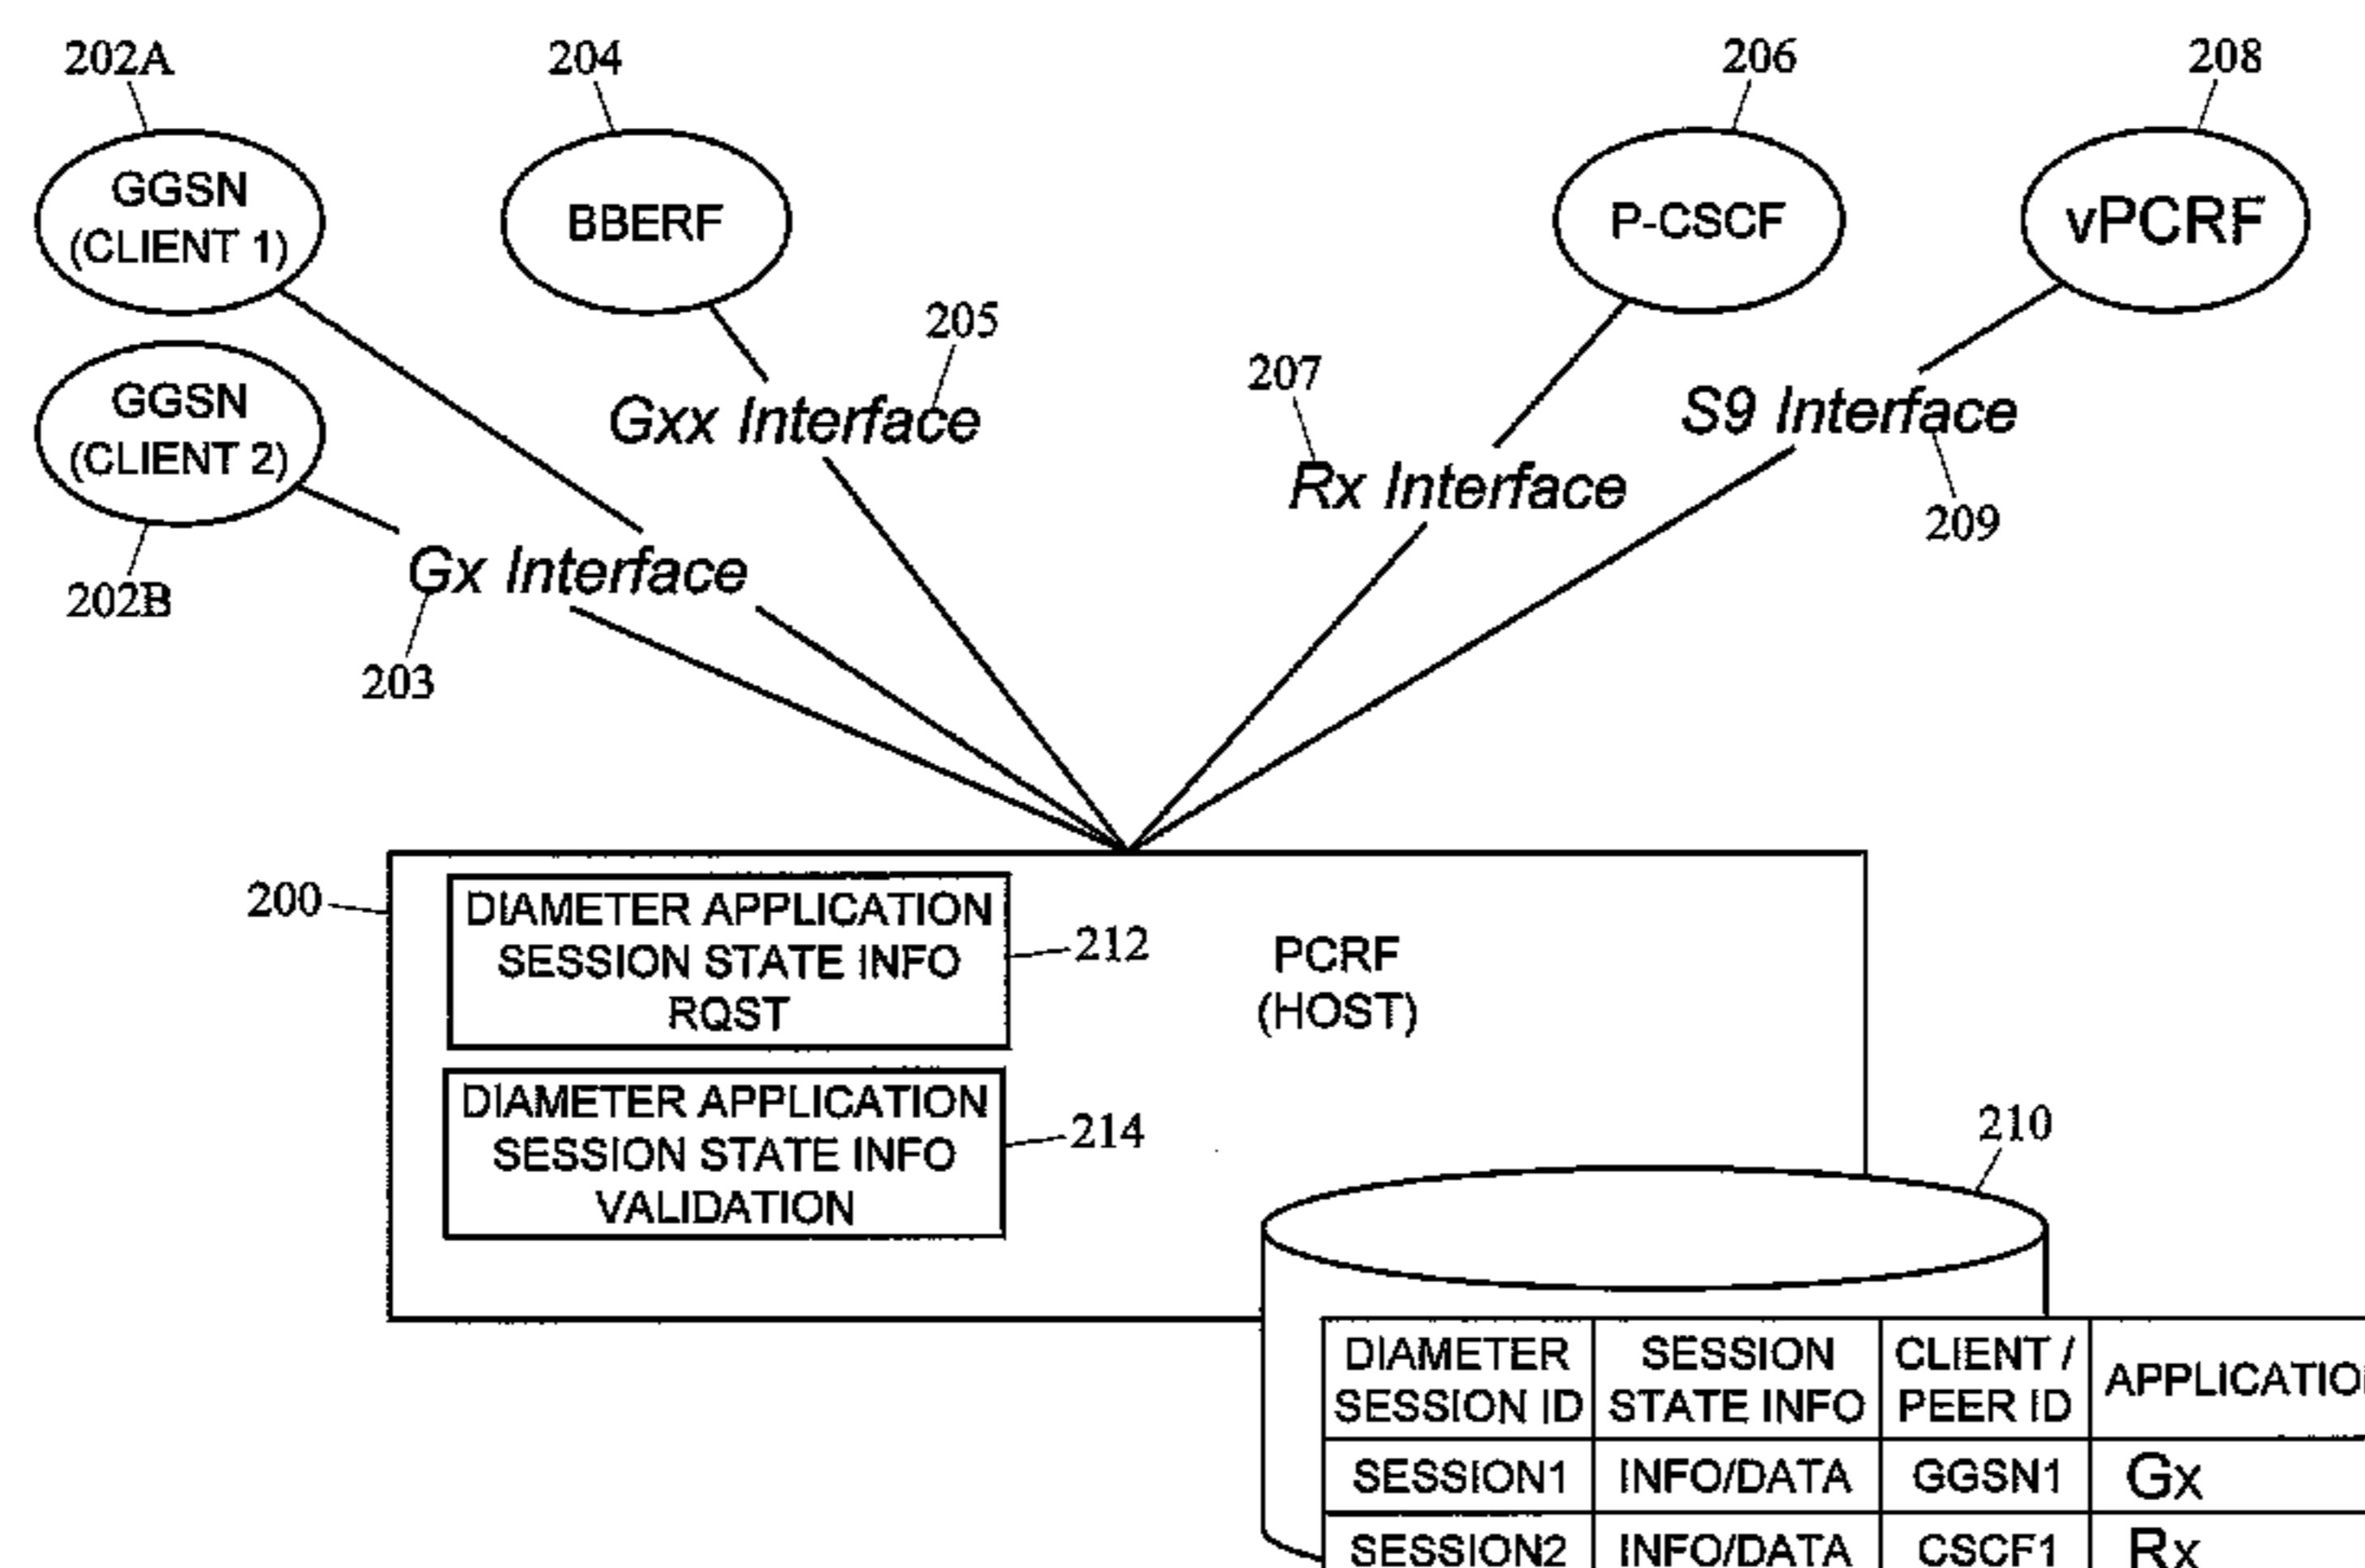 202A
204
206
208
GGSN
(CLIENT 1)
BBERF
P-CSCF
vPCRF
205
207
GGSN
(CLIENT 2)
Gxx Interface
S9 Interface
Rx Interface
209
202B
Gx Interface
203
200
DIAMETER APPLICATION
SESSION STATE INFO
RQST
212
PCRF
(HOST)
DIAMETER APPLICATION
SESSION STATE INFO
VALIDATION
214
210
DIAMETER SESSION ID | SESSION STATE INFO | CLIENT / PEER ID | APPLICATIO
SESSION1 INFO/DATA GGSN1 Gx
SESSION2 INFO/DATA CSCF1 Rx